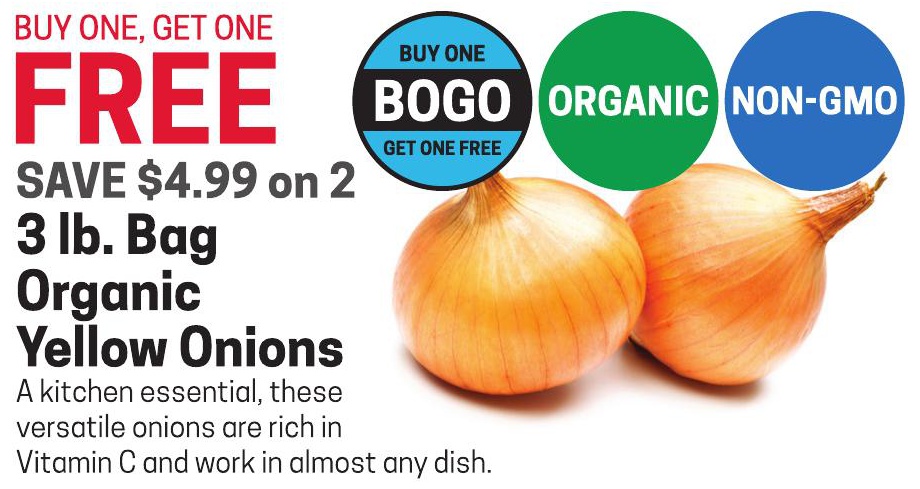 BUY ONE, GET ONE
FREE
SAVE $4.99 on 2
3 lb. Bag
Organic
Yellow Onions
A kitchen essential, these
versatile onions are rich in
Vitamin C and work in almost any dish.
BUY ONE
BOGO
GET ONE FREE
ORGANIC
NON-GMO